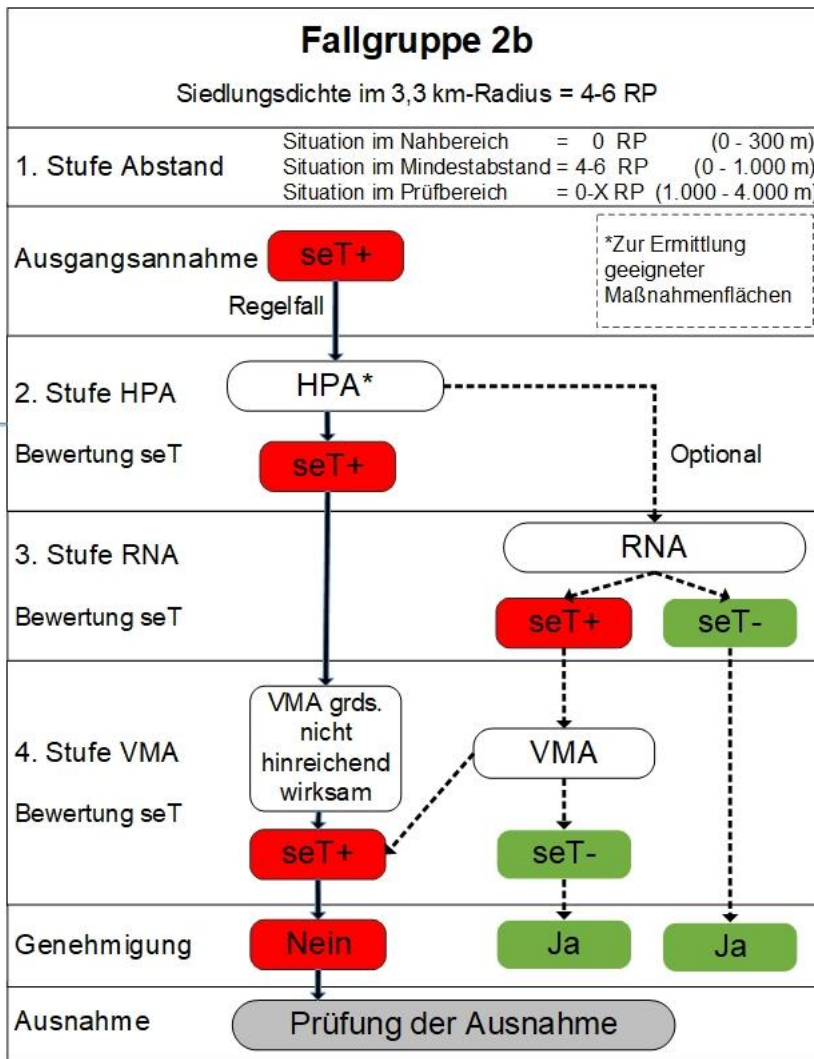 Fallgruppe 2b
Siedlungsdichte im 3,3 km-Radius = 4-6 RP
1. Stufe Abstand
Situation im Nahbereich = 0 RP (0 - 300 m)
Situation im Mindestabstand = 4-6 RP (0 - 1.000 m)
Situation im Prüfbereich = 0-X RP (1.000 - 4.000 m)
Ausgangsannahme
seT+
*Zur Ermittlung
geeigneter
Maßnahmenflächen
Regelfall
2. Stufe HPA
HPA*
Bewertung seT
seT+
Optional
3. Stufe RNA
RNA
Bewertung seT
seT+
seT-
4. Stufe VMA
VMA grds.
nicht
hinreichend
wirksam
VMA
Bewertung seT
seT+
seT-
Genehmigung
Nein
Ja
Ja
Ausnahme
Prüfung der Ausnahme